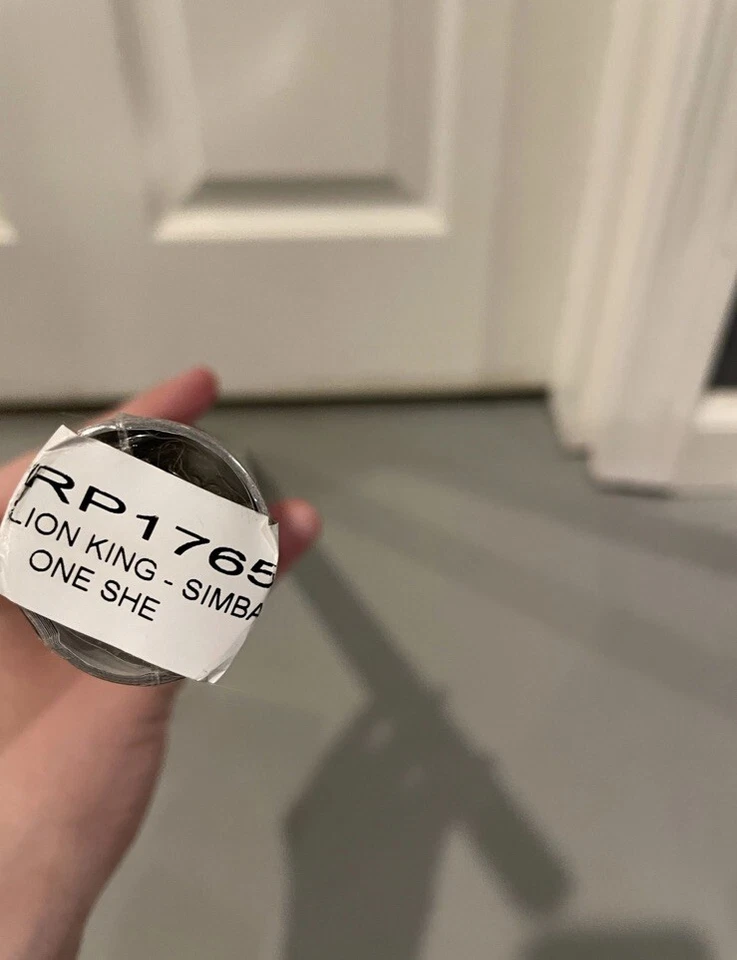 RP1765
LION KING - SIMBA
ONE SHE